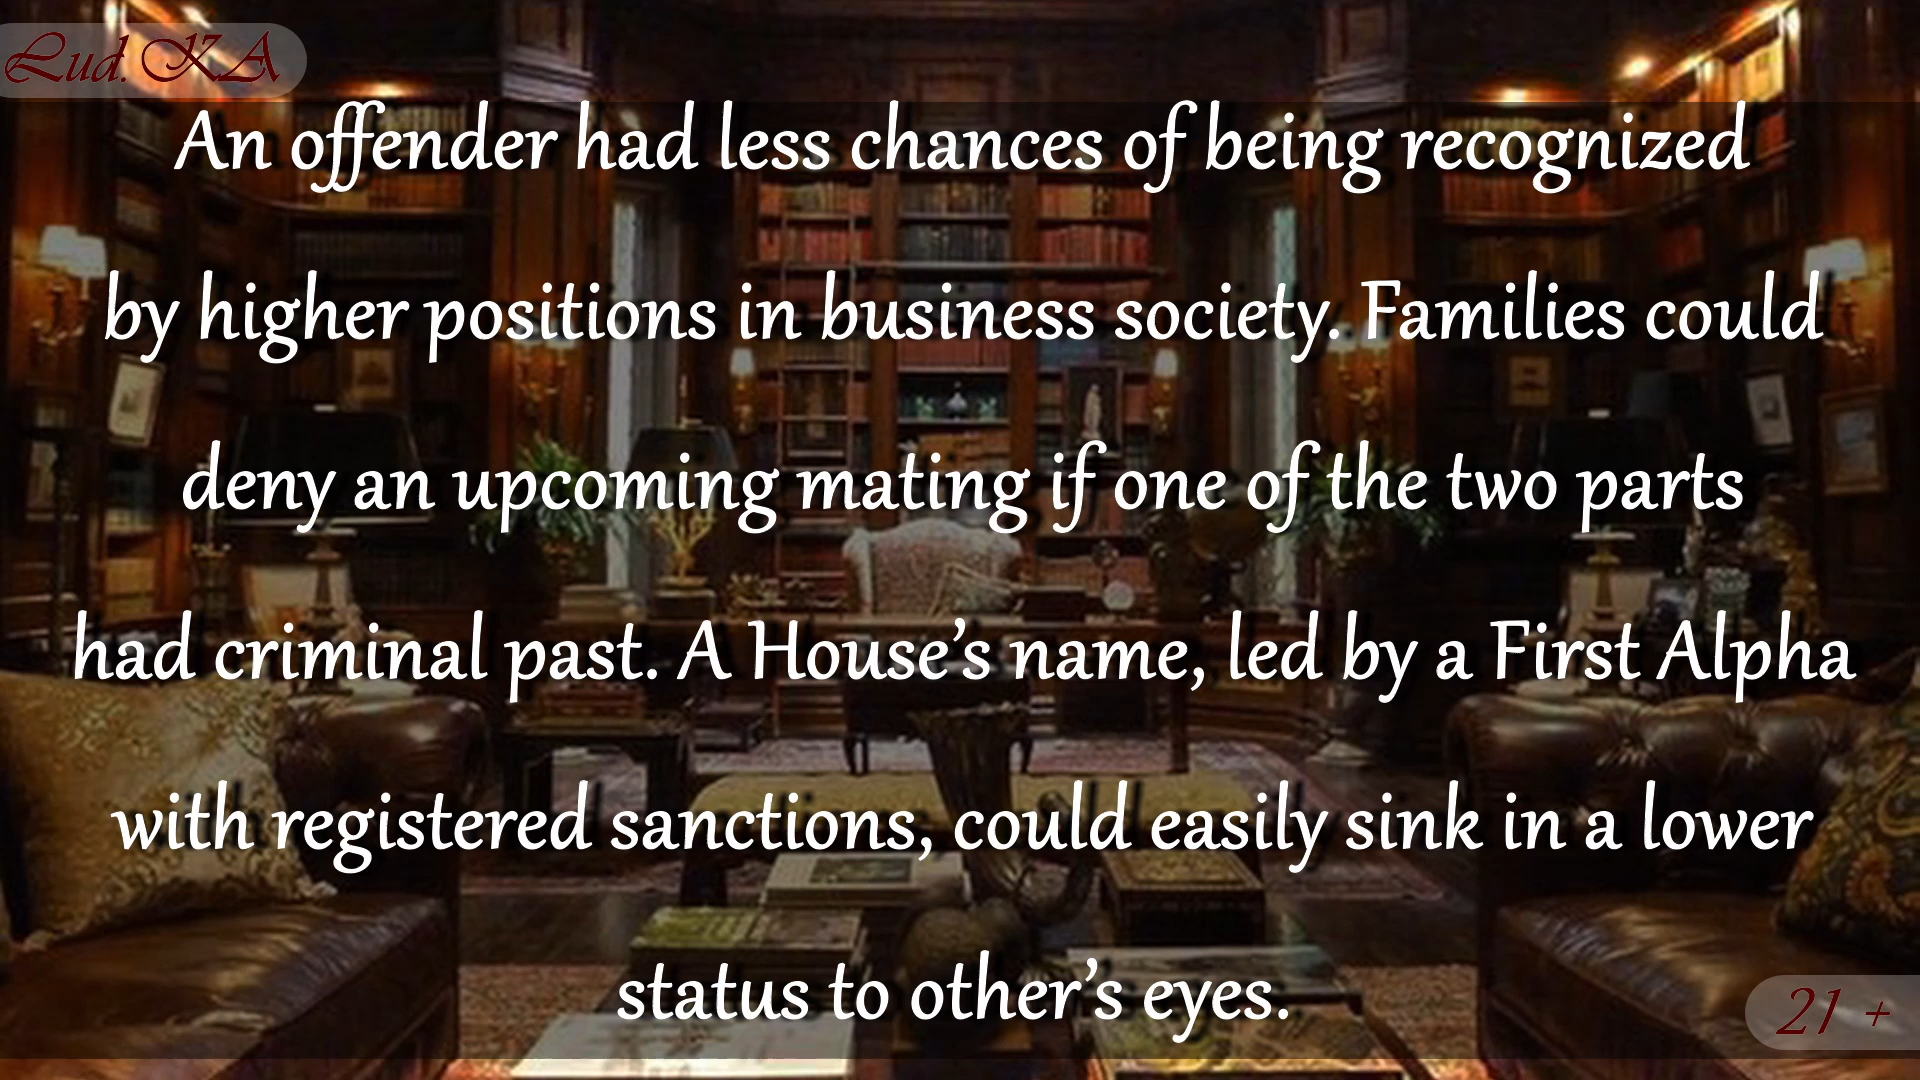 Lud. KA
An offender had less chances of being recognized
by higher positions in business society. Families could
deny an upcoming mating if one of the two parts
had criminal past. A House’s name, led by a First Alpha
with registered sanctions, could easily sink in a lower
status to other’s eyes.
21 +